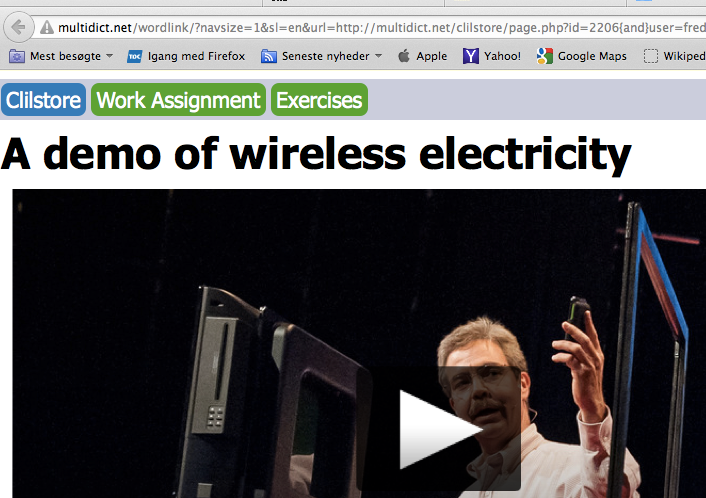 multidict.net/wordlink/?navsize=1&sl=en&url=http://multidict.net/clilstore/page.php?id=2206{and}user=fred
Mest besøgte TDC Igang med Firefox Seneste nyheder Apple Yahoo! Google Maps Wikiped
Clilstore Work Assignment Exercises
A demo of wireless electricity